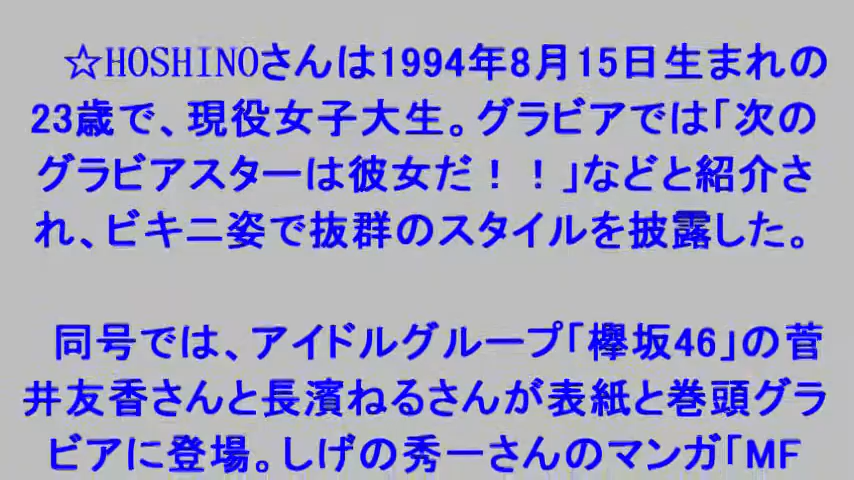 ☆HOSHINOさんは1994年8月15日生まれの
23歳で、現役女子大生。グラビアでは「次の
グラビアスターは彼女だ！！」などと紹介さ
れ、ビキニ姿で抜群のスタイルを披露した。
同号では、アイドルグループ「欅坂46」の菅
井友香さんと長濱ねるさんが表紙と巻頭グラ
ビアに登場。しげの秀一さんのマンガ「MF